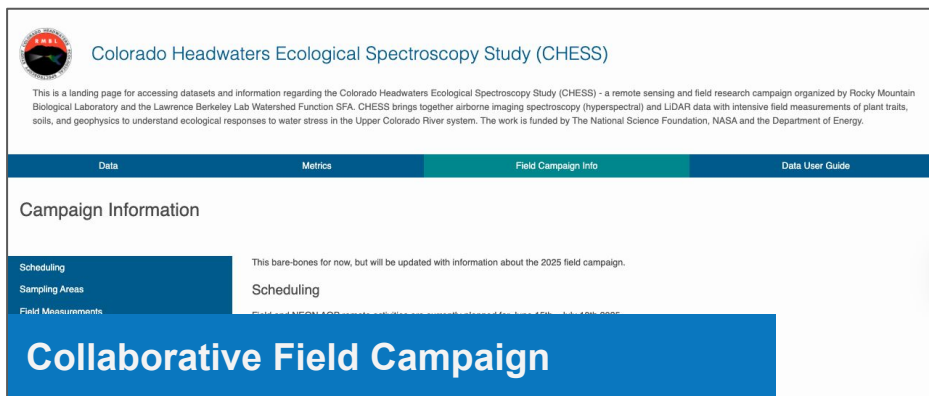 RMBL
Colorado Headwaters Ecological Spectroscopy Study (CHESS)
This is a landing page for accessing datasets and information regarding the Colorado Headwaters Ecological Spectroscopy Study (CHESS) - a remote sensing and field research campaign organized by Rocky Mountain
Biological Laboratory and the Lawrence Berkeley Lab Watershed Function SFA. CHESS brings together airborne imaging spectroscopy (hyperspectral) and LiDAR data with intensive field measurements of plant traits,
soils, and geophysics to understand ecological responses to water stress in the Upper Colorado River system. The work is funded by The National Science Foundation, NASA and the Department of Energy.
Data
Metrics
Field Campaign Info
Data User Guide
Campaign Information
Scheduling
Sampling Areas
Field Measurements
This bare-bones for now, but will be updated with information about the 2025 field campaign.
Scheduling
Collaborative Field Campaign